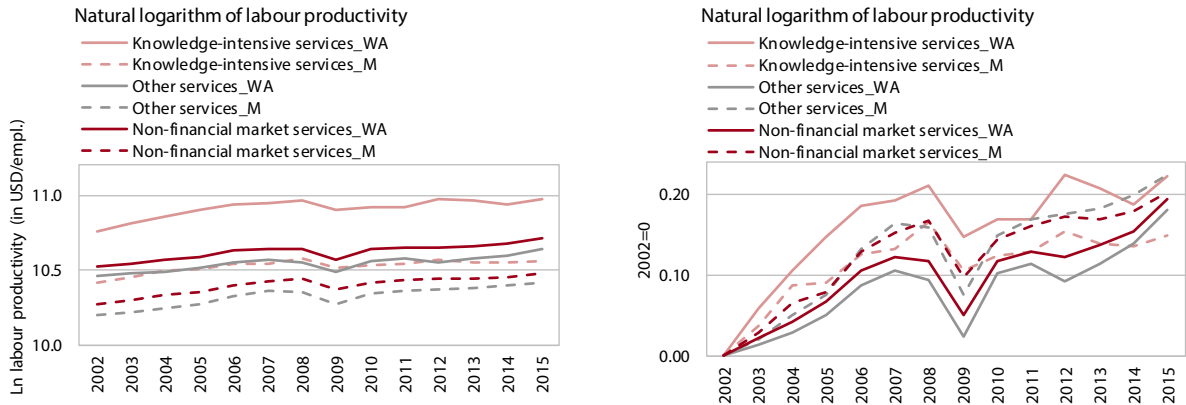 Natural logarithm of labour productivity
Knowledge-intensive services_WA
Knowledge-intensive services_M
Other services_WA
Other services_M
Non-financial market services_WA
Non-financial market services_M
Ln labour productivity (in USD/empl.)
11.0
10.5
10.0
2002 2003 2004 2005 2006 2007 2008 2009 2010 2011 2012 2013 2014 2015
Natural logarithm of labour productivity
Knowledge-intensive services_WA
Knowledge-intensive services_M
Other services_WA
Other services_M
Non-financial market services_WA
Non-financial market services_M
2002=0
0.20
0.10
0.00
2002 2003 2004 2005 2006 2007 2008 2009 2010 2011 2012 2013 2014 2015